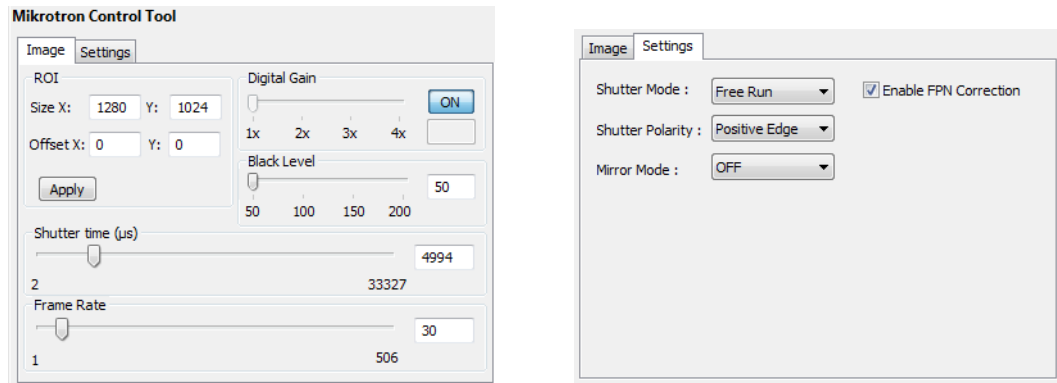 Mikrotron Control Tool
Image Settings
ROI
Size X: 1280 Y: 1024
Offset X: 0 Y: 0
Apply
Digital Gain
ON
1x 2x 3x 4x
Black Level
50
50 100 150 200
Shutter time (µs)
4994
2 33327
Frame Rate
30
1 506
Image Settings
Shutter Mode : Free Run Enable FPN Correction
Shutter Polarity : Positive Edge
Mirror Mode : OFF